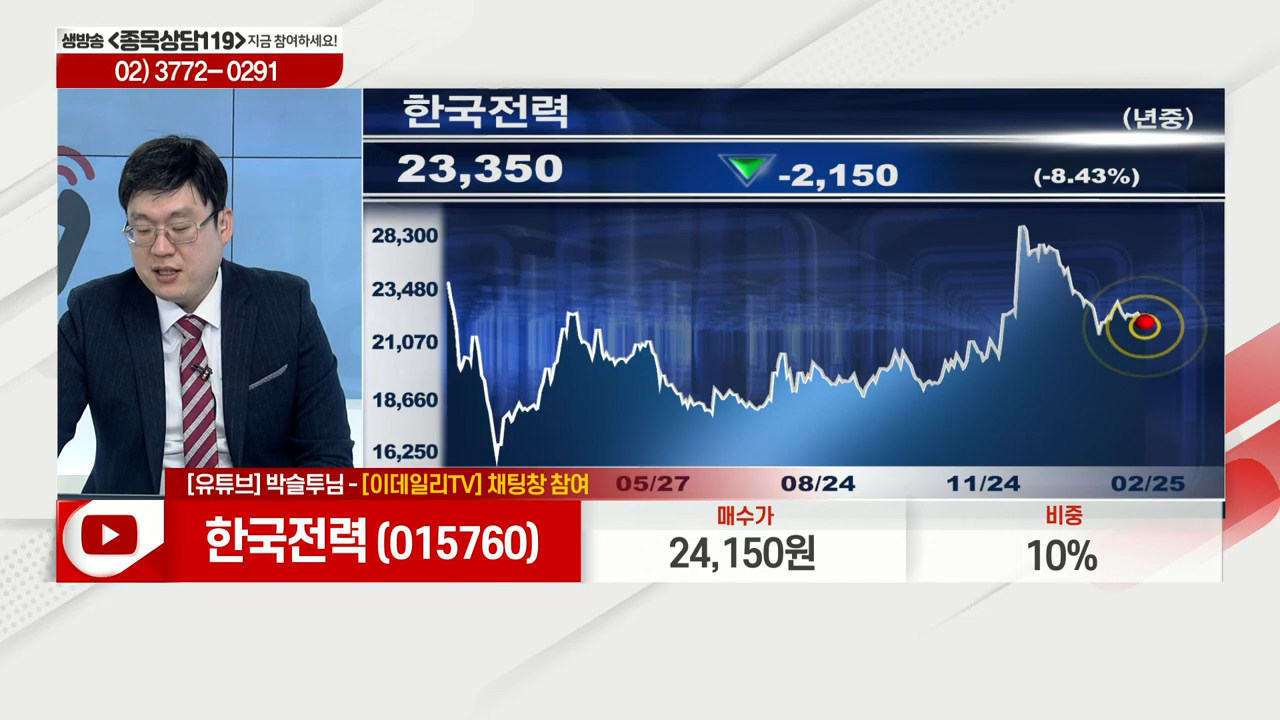 생방송 <종목상담119> 지금 참여하세요!
02) 3772-0291
한국전력
(년중)
23,350 -2,150 (-8.43%)
28,300
23,480
21,070
18,660
16,250
05/27 08/24 11/24 02/25
[유튜브] 박슬투님 - [이데일리TV] 채팅창 참여
한국전력 (015760)
매수가
24,150원
비중
10%